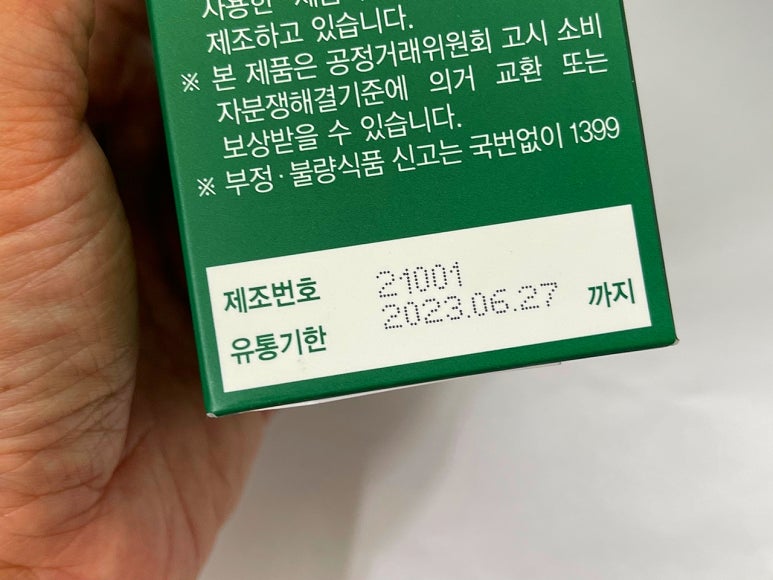 사용한
제조하고 있습니다.
※ 본 제품은 공정거래위원회 고시 소비
자분쟁해결기준에 의거 교환 또는
보상받을 수 있습니다.
※ 부정·불량식품 신고는 국번없이 1399
제조번호 21001
유통기한 2023.06.27 까지